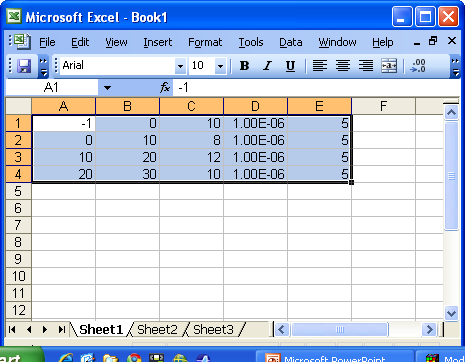 Microsoft Excel - Book1
File Edit View Insert Format Tools Data Window Help
Arial 10 B I U
A1 fx -1
A B C D E F
1 -1 0 10 1.00E-06 5
2 0 10 8 1.00E-06 5
3 10 20 12 1.00E-06 5
4 20 30 10 1.00E-06 5
5
6
7
8
9
10
11
12
Sheet1 Sheet2 Sheet3
start Microsoft PowerPoint